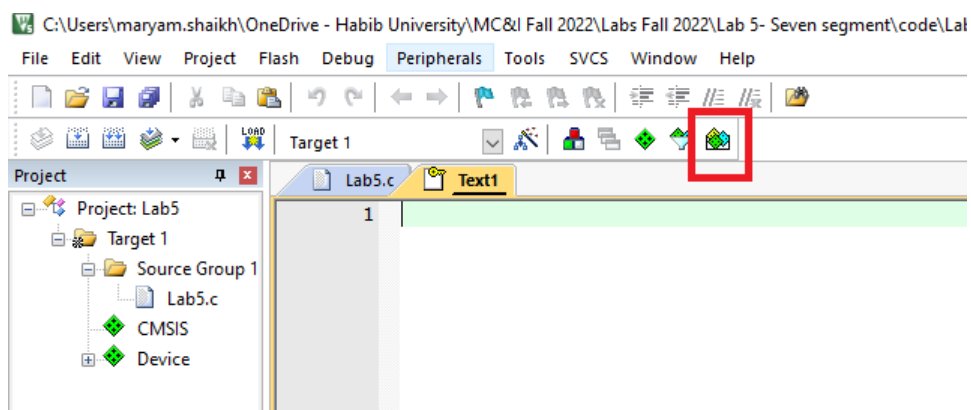 C:\Users\maryam.shaikh\OneDrive - Habib University\MC&I Fall 2022\Labs Fall 2022\Lab 5- Seven segment\code\Lab
File Edit View Project Flash Debug Peripherals Tools SVCS Window Help
LOAD Target 1
Project
Lab5.c Text1
Project: Lab5
1
Target 1
Source Group 1
Lab5.c
CMSIS
Device